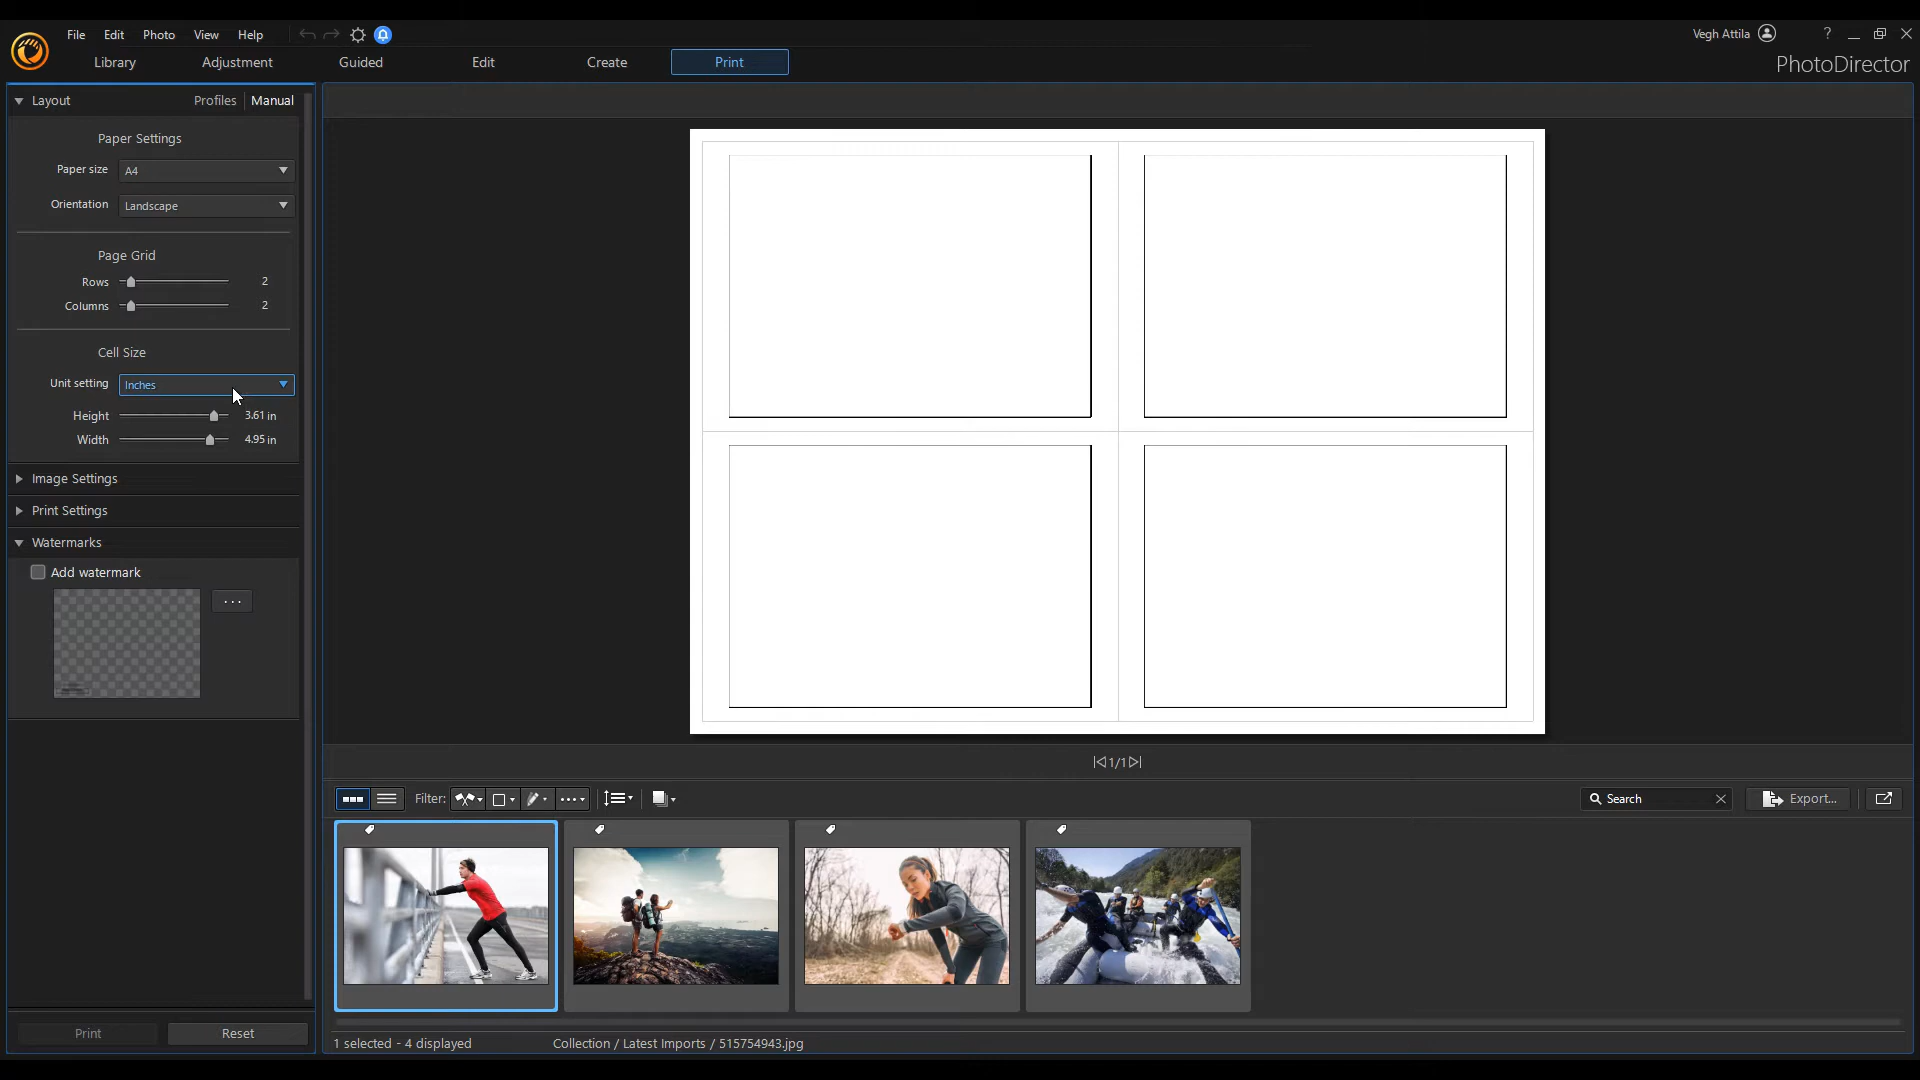 File Edit Photo View Help
Vegh Attila
?
Library Adjustment Guided Edit Create Print
PhotoDirector
Layout Profiles Manual
Paper Settings
Paper size A4
Orientation Landscape
Page Grid
Rows 2
Columns 2
Cell Size
Unit setting Inches
Height 3.61 in
Width 4.95 in
Image Settings
Print Settings
Watermarks
Add watermark
...
1/1
Filter:
Search
Export...
Print Reset
1 selected - 4 displayed
Collection / Latest Imports / 515754943.jpg